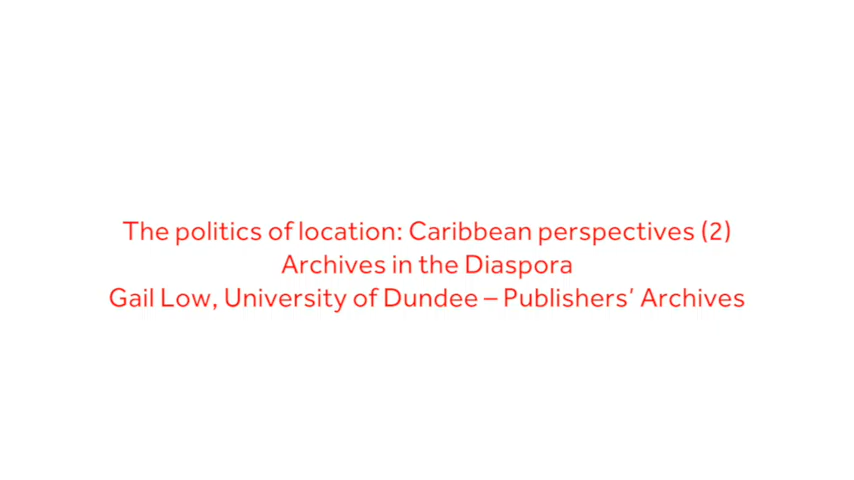 The politics of location: Caribbean perspectives (2)
Archives in the Diaspora
Gail Low, University of Dundee – Publishers’ Archives